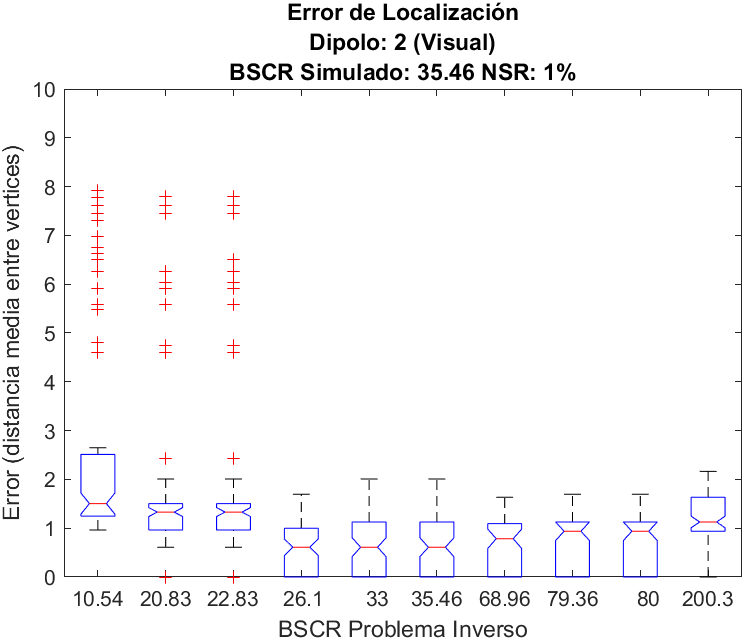 Error de Localización
Dipolo: 2 (Visual)
BSCR Simulado: 35.46 NSR: 1%
Error (distancia media entre vertices)
10
9
8
7
6
5
4
3
2
1
0
10.54 20.83 22.83 26.1 33 35.46 68.96 79.36 80 200.3
BSCR Problema Inverso